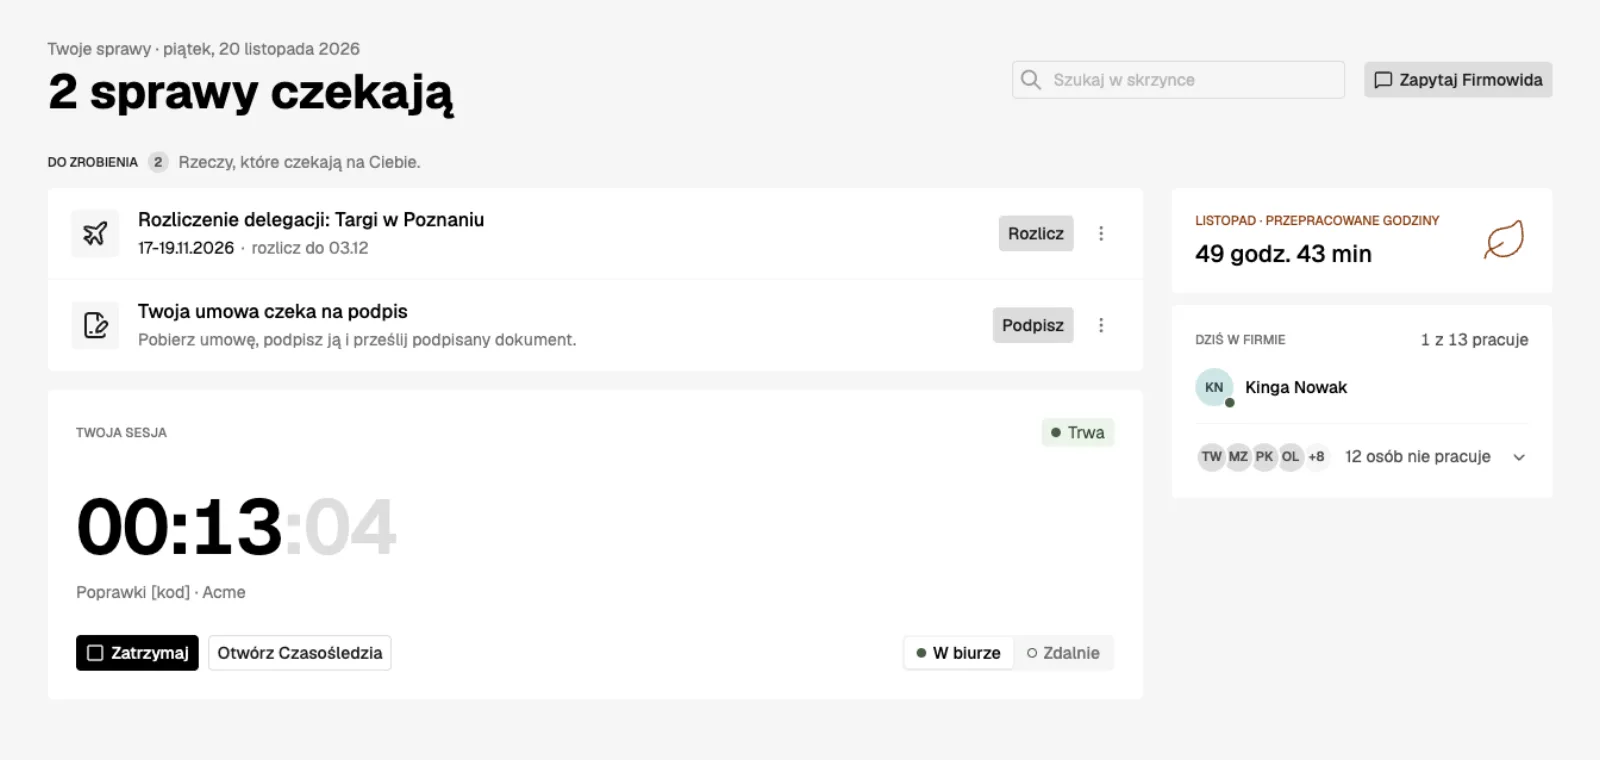 Twoje sprawy · piątek, 20 listopada 2026
2 sprawy czekają
Szukaj w skrzynce
Zapytaj Firmowida
DO ZROBIENIA 2 Rzeczy, które czekają na Ciebie.
Rozliczenie delegacji: Targi w Poznaniu
17-19.11.2026 · rozlicz do 03.12
Rozlicz
Twoja umowa czeka na podpis
Pobierz umowę, podpisz ją i prześlij podpisany dokument.
Podpisz
TWOJA SESJA
Trwa
00:13:04
Poprawki [kod] · Acme
Zatrzymaj
Otwórz Czasośledzia
W biurze
Zdalnie
LISTOPAD · PRZEPRACOWANE GODZINY
49 godz. 43 min
DZIŚ W FIRMIE
1 z 13 pracuje
KN Kinga Nowak
TW MZ PK OL +8 12 osób nie pracuje